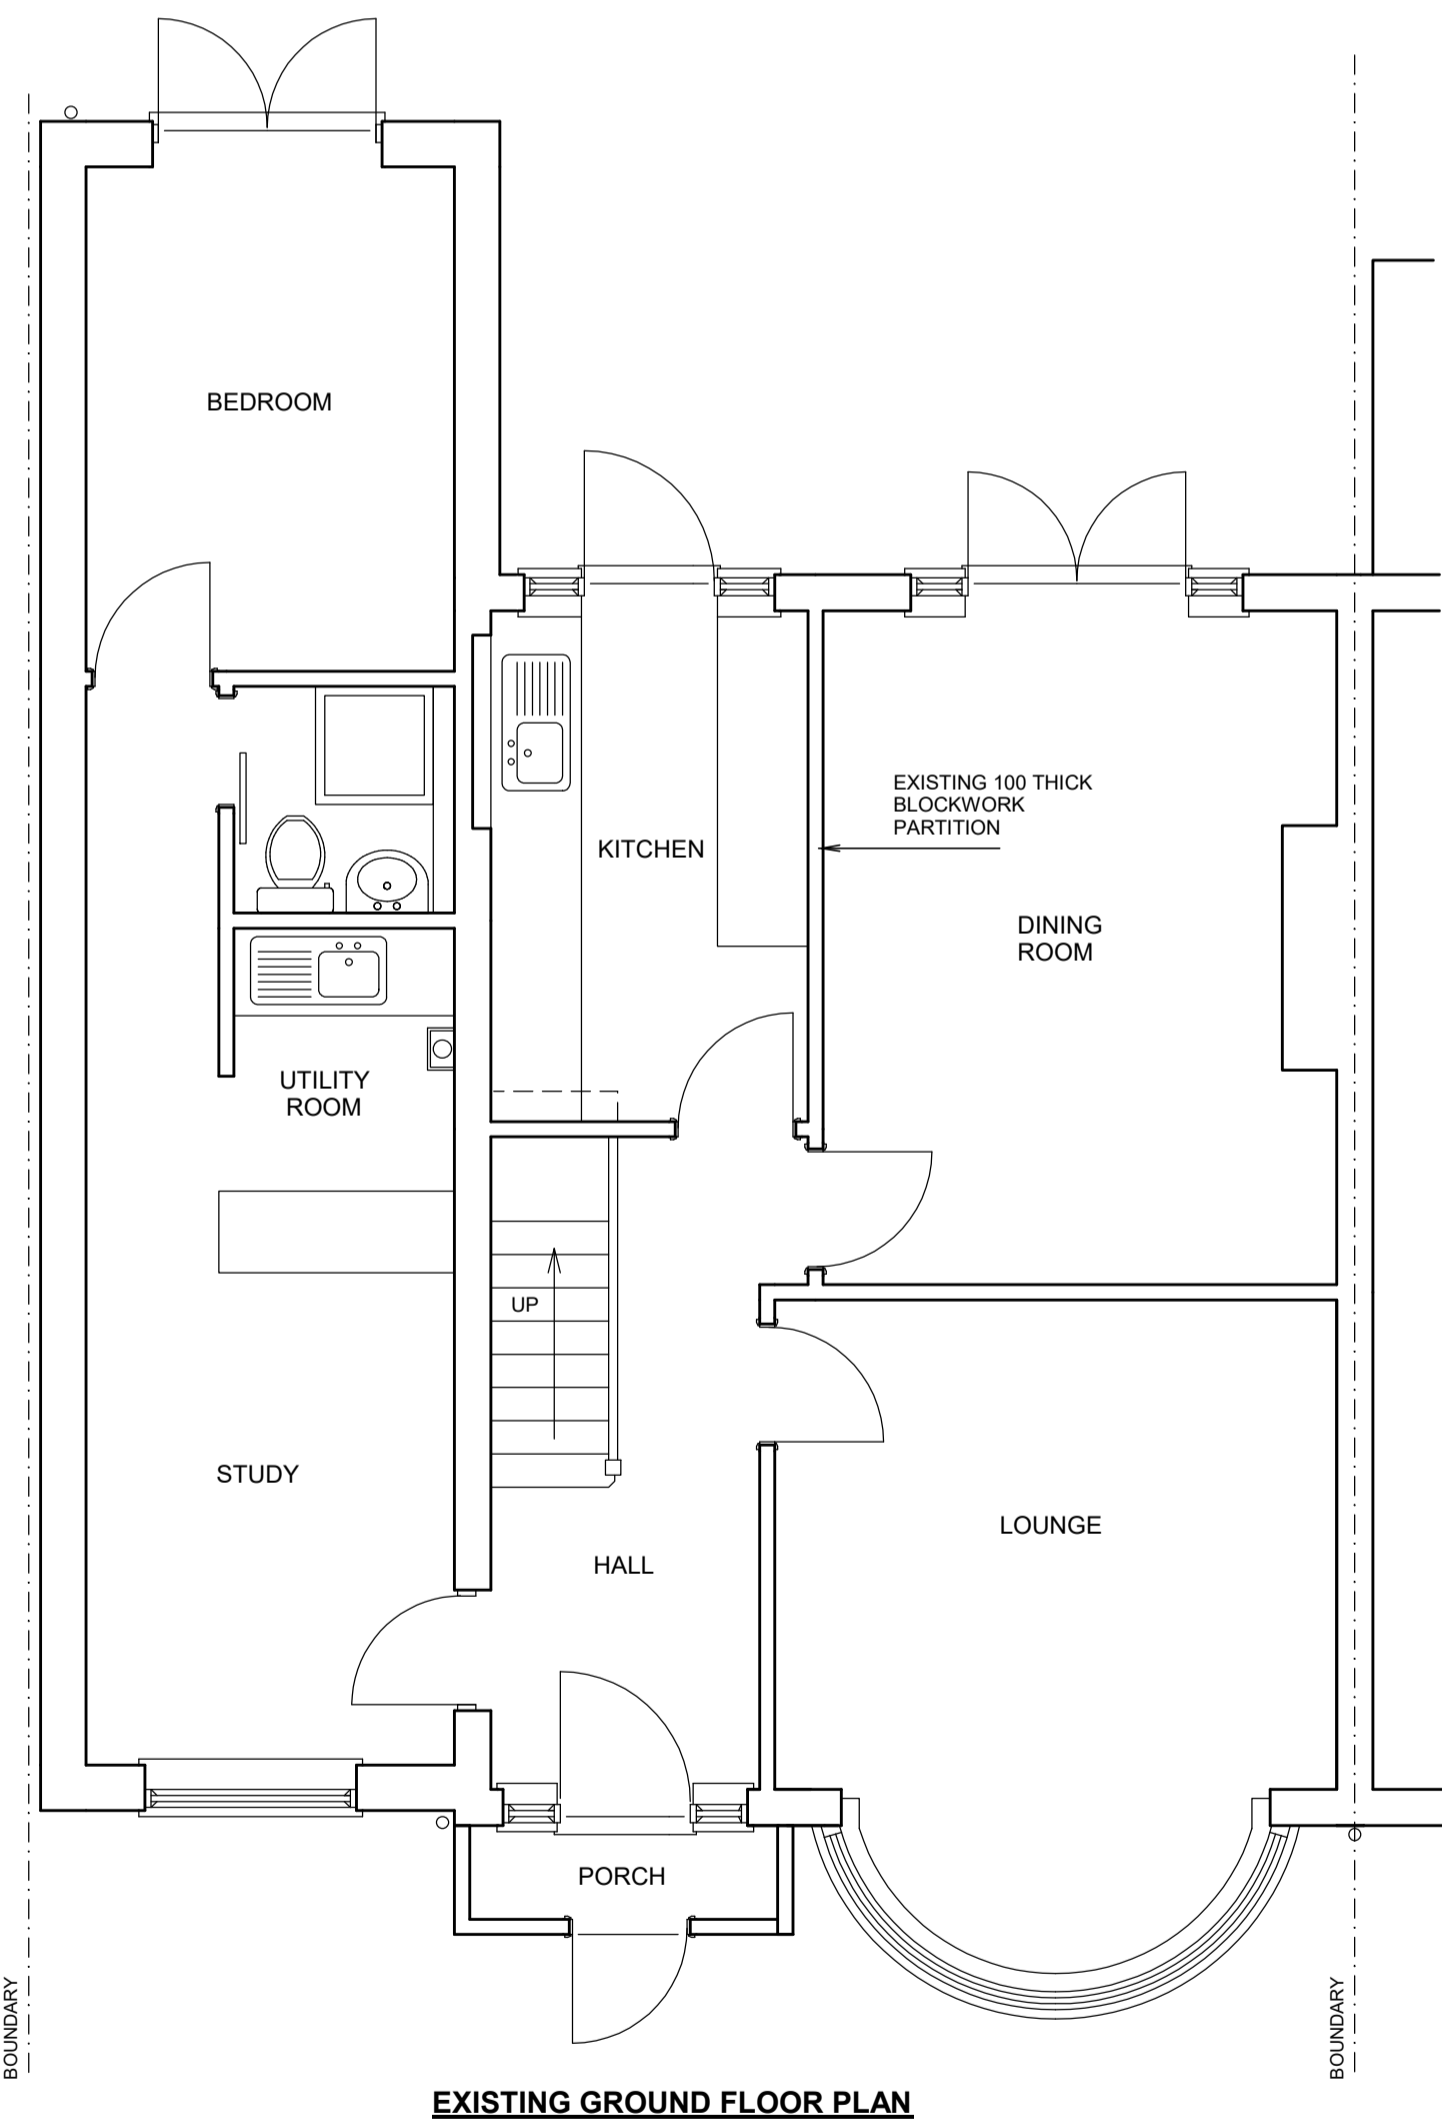 BEDROOM
EXISTING 100 THICK
BLOCKWORK
PARTITION
KITCHEN
DINING
ROOM
UTILITY
ROOM
UP
STUDY
LOUNGE
HALL
PORCH
BOUNDARY
BOUNDARY
EXISTING GROUND FLOOR PLAN